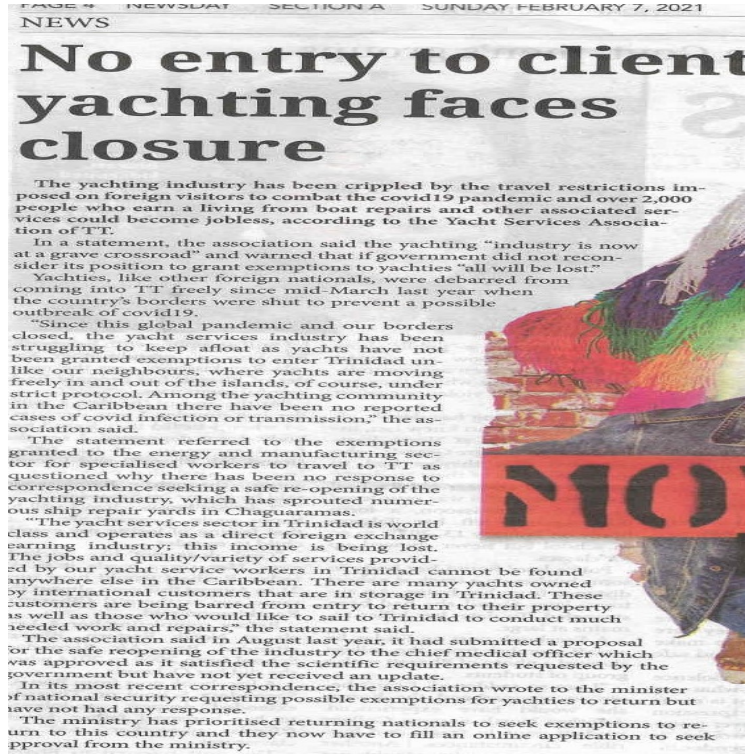 PAGE 4 NEWSDAY SECTION A SUNDAY FEBRUARY 7, 2021
NEWS
No entry to client
yachting faces
closure
The yachting industry has been crippled by the travel restrictions im-
posed on foreign visitors to combat the covid19 pandemic and over 2,000
people who earn a living from boat repairs and other associated ser-
vices could become jobless, according to the Yacht Services Associa-
tion of TT.
In a statement, the association said the yachting “industry is now
at a grave crossroad” and warned that if government did not recon-
sider its position to grant exemptions to yachties “all will be lost.”
Yachties, like other foreign nationals, were debarred from
coming into TT freely since mid-March last year when
the country's borders were shut to prevent a possible
outbreak of covid19.
“Since this global pandemic and our borders
closed, the yacht services industry has been
struggling to keep afloat as yachts have not
been granted exemptions to ener Trinidad un-
like our neighbours, where yachts are moving
freely in and out of the islands, of course, under
strict protocol. Among the yachting community
in the Caribbean there have been no reported
cases of covid infection or transmission,” the as-
sociation said.
The statement referred to the exemptions
granted to the energy and manufacturing sec-
tor for specialised workers to travel to TT as
questioned why there has been no response to
correspondence seeking a safe re-opening of the
yachting industry, which has sprouted numer-
ous ship repair yards in Chaguaramas.
“The yacht services sector in Trinidad is world
class and operates as a direct foreign exchange
earning industry; this income is being lost.
The jobs and quality/variety of services provid-
ed by our yacht service workers in Trinidad cannot be found
anywhere else in the Caribbean. There are many yachts owned
by international customers that are in storage in Trinidad. These
customers are being barred from entry to return to their property
as well as those who would like to sail to Trinidad to conduct much
needed work and repairs,” the statement said.
The association said in August last year, it had submitted a proposal
for the safe reopening of the industry to the chief medical officer which
was approved as it satisfied the scientific requirements requested by the
government but have not yet received an update.
In its most recent correspondence, the association wrote to the minister
of national security requesting possible exemptions for yachties to return but
have not had any response.
The ministry has prioritised returning nationals to seek exemptions to re-
urn to this country and they now have to fill an online application to seek
pproval from the ministry.
MO